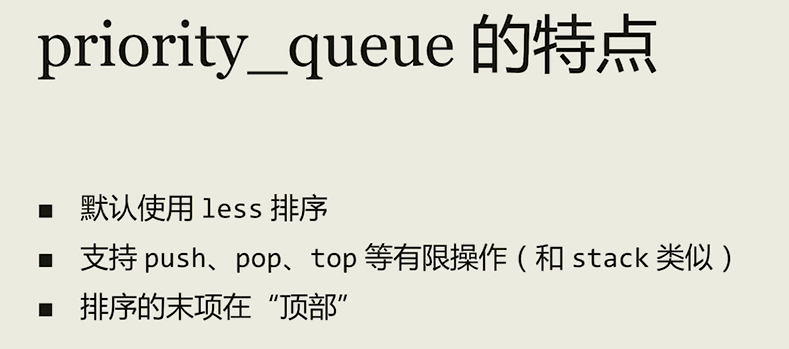 priority_queue 的特点
■ 默认使用 less 排序
■ 支持 push、pop、top 等有限操作（和 stack 类似）
■ 排序的末项在“顶部”